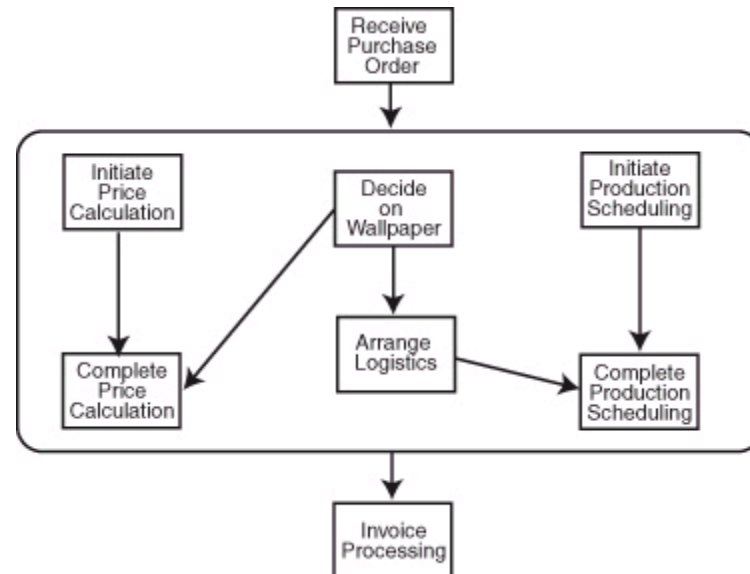 Receive
Purchase
Order
Initiate
Price
Calculation
Decide
on
Wallpaper
Initiate
Production
Scheduling
Complete
Price
Calculation
Arrange
Logistics
Complete
Production
Scheduling
Invoice
Processing